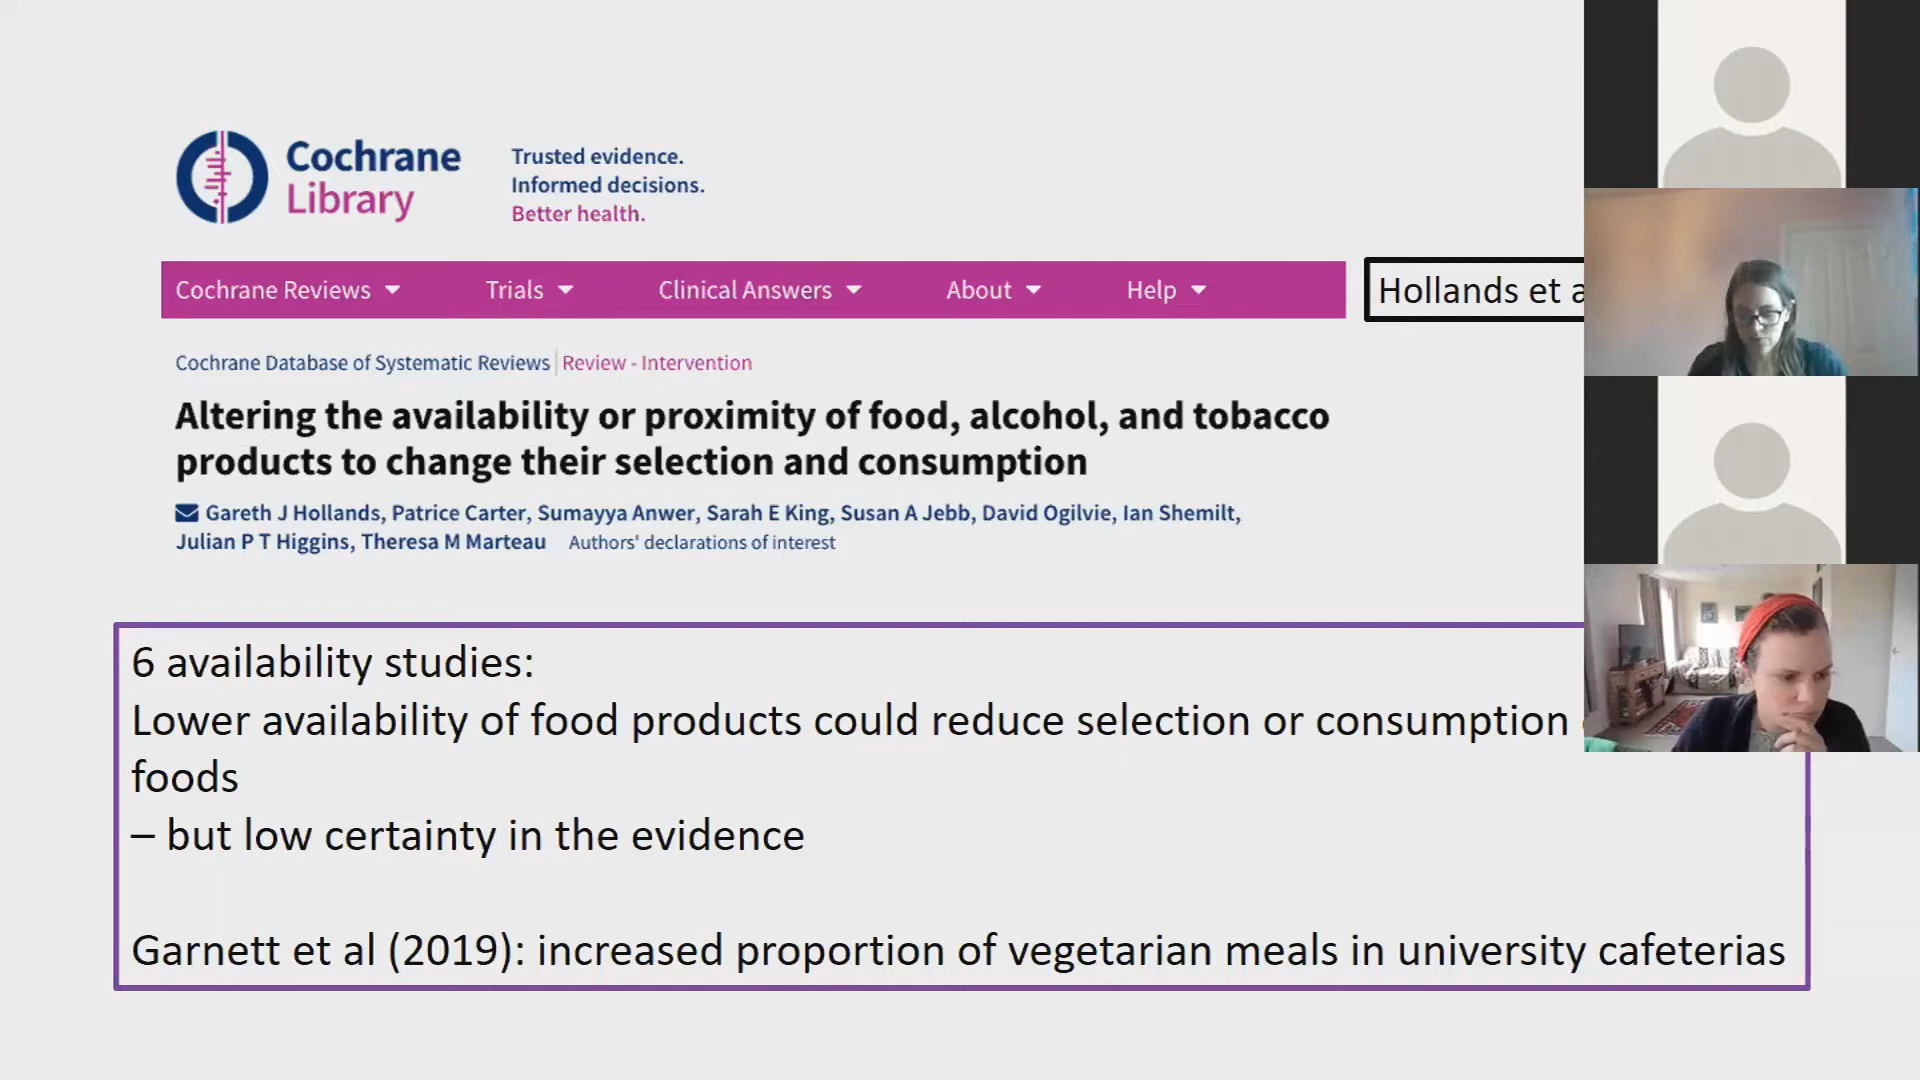 Cochrane
Library
Trusted evidence.
Informed decisions.
Better health.
Cochrane Reviews
Trials
Clinical Answers
About
Help
Hollands et a
Cochrane Database of Systematic Reviews Review - Intervention
Altering the availability or proximity of food, alcohol, and tobacco
products to change their selection and consumption
Gareth J Hollands, Patrice Carter, Sumayya Anwer, Sarah E King, Susan A Jebb, David Ogilvie, Ian Shemilt,
Julian P T Higgins, Theresa M Marteau Authors' declarations of interest
6 availability studies:
Lower availability of food products could reduce selection or consumption
foods
– but low certainty in the evidence
Garnett et al (2019): increased proportion of vegetarian meals in university cafeterias